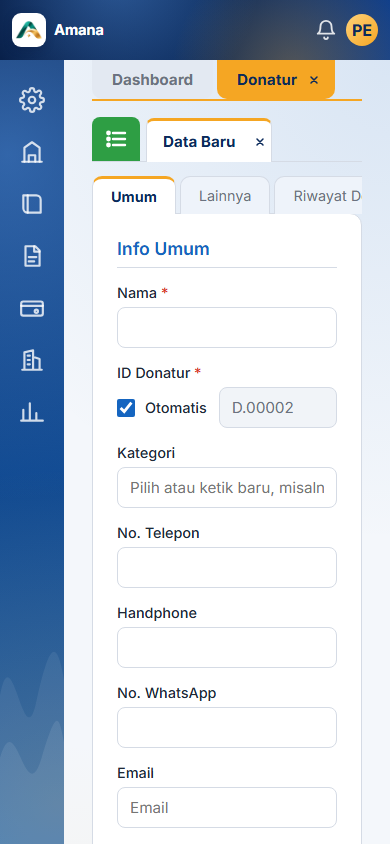 Amana
PE
Dashboard
Donatur ×
Data Baru ×
Umum
Lainnya
Riwayat D
Info Umum
Nama *
ID Donatur *
Otomatis
D.00002
Kategori
Pilih atau ketik baru, misaln
No. Telepon
Handphone
No. WhatsApp
Email
Email